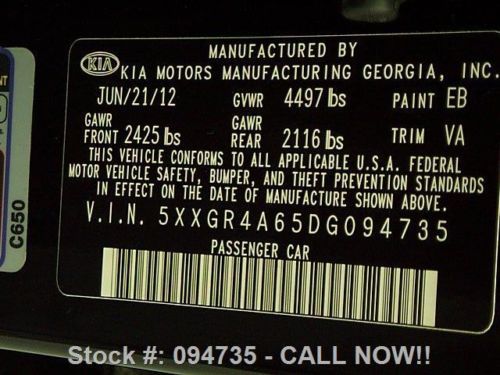 MANUFACTURED BY
KIA KIA MOTORS MANUFACTURING GEORGIA, INC.
JUN/21/12 GVWR 4497 lbs PAINT EB
GAWR FRONT 2425 lbs GAWR REAR 2116 lbs TRIM VA
THIS VEHICLE CONFORMS TO ALL APPLICABLE U.S.A. FEDERAL
MOTOR VEHICLE SAFETY, BUMPER, AND THEFT PREVENTION STANDARDS
IN EFFECT ON THE DATE OF MANUFACTURE SHOWN ABOVE.
V.I.N. 5XXGR4A65DG094735
PASSENGER CAR
C650
Stock #: 094735 - CALL NOW!!